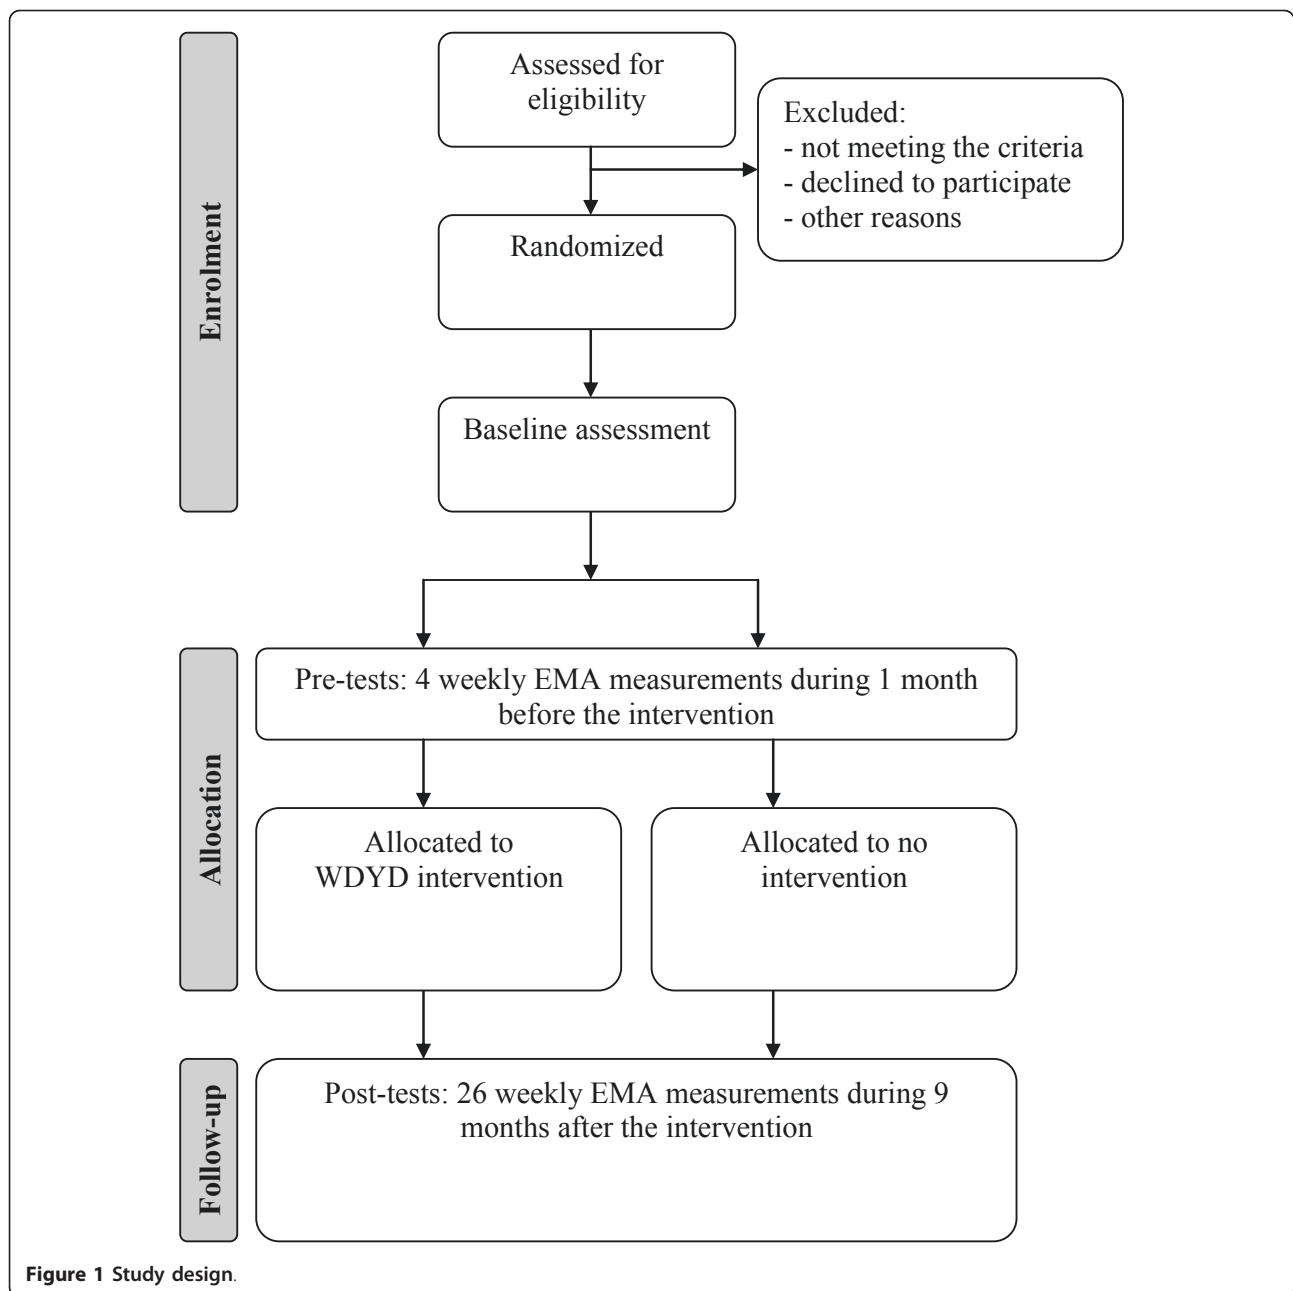 Enrolment
Assessed for
eligibility
Excluded:
- not meeting the criteria
- declined to participate
- other reasons
Randomized
Baseline assessment
Allocation
Pre-tests: 4 weekly EMA measurements during 1 month
before the intervention
Allocated to
WDYD intervention
Allocated to no
intervention
Follow-up
Post-tests: 26 weekly EMA measurements during 9
months after the intervention
Figure 1 Study design.